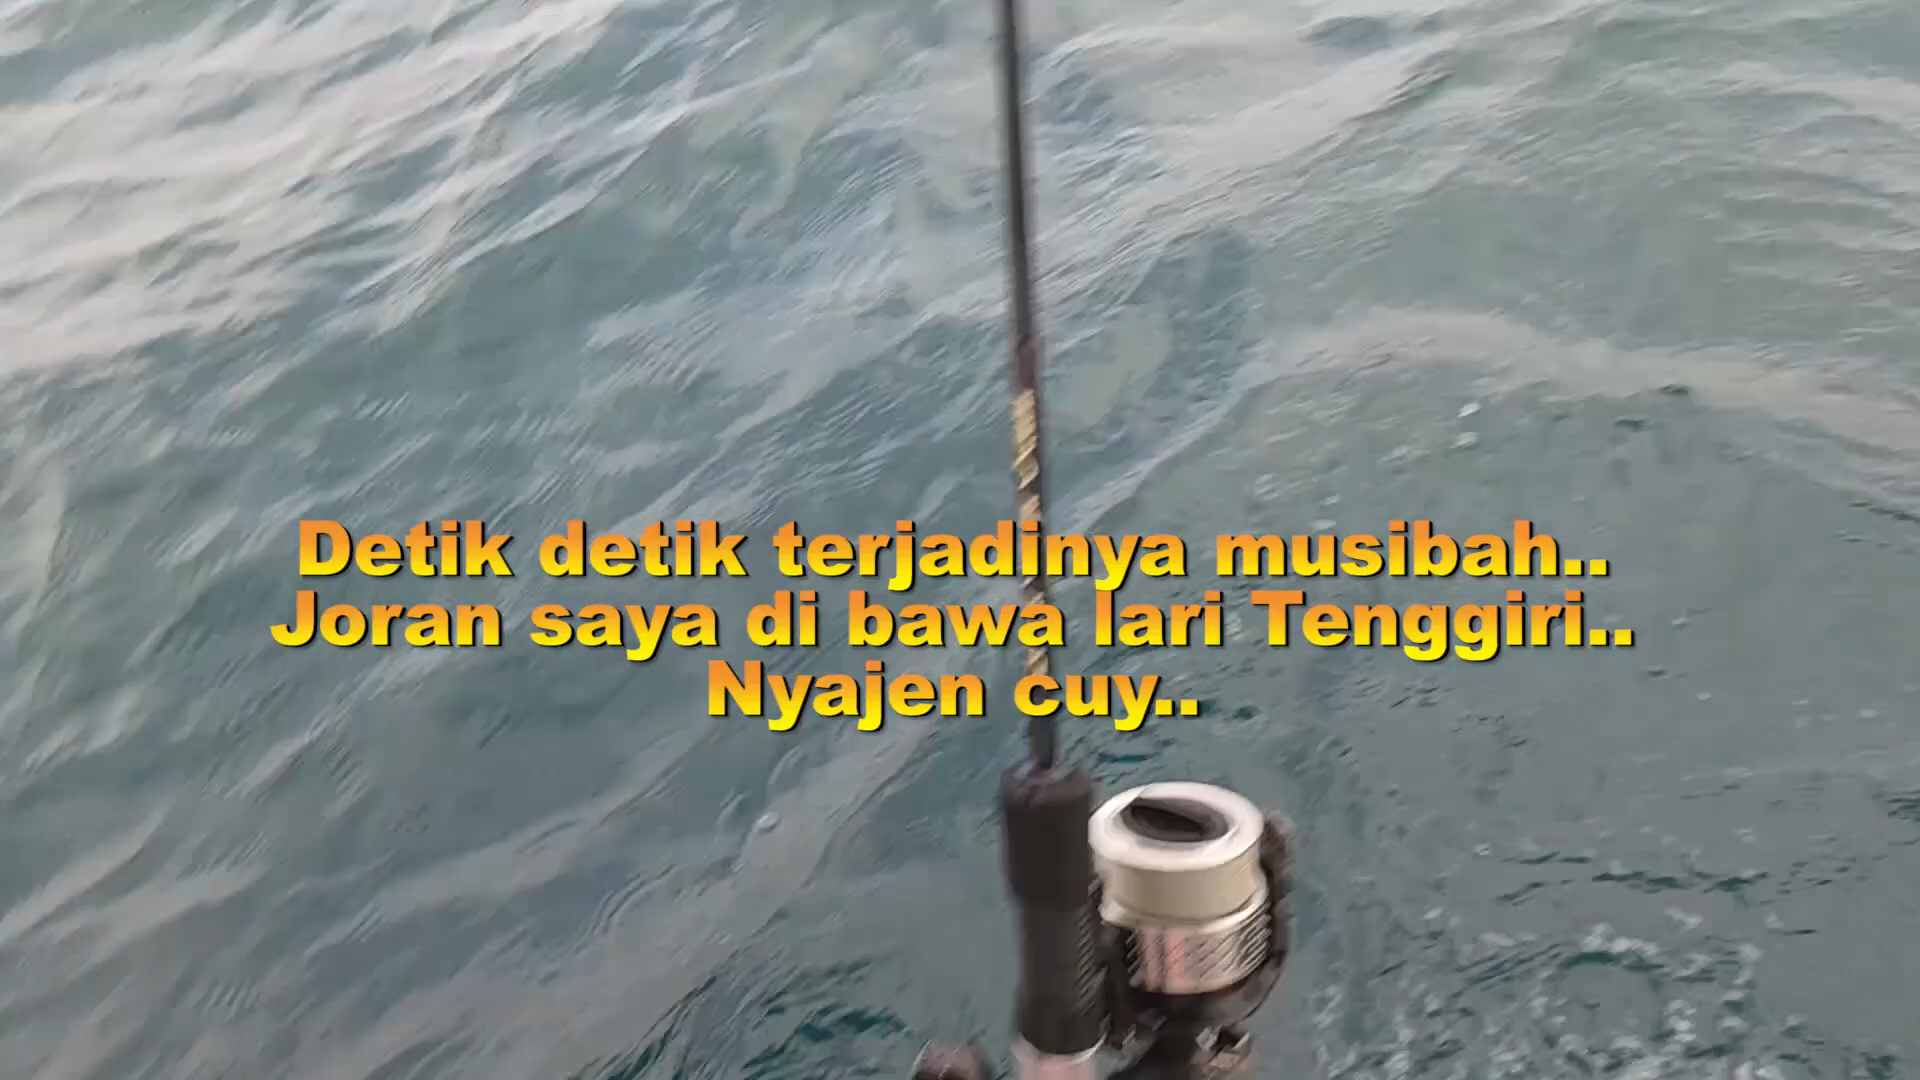 Detik detik terjadinya musibah..
Joran saya di bawa lari Tenggiri..
Nyajen cuy..